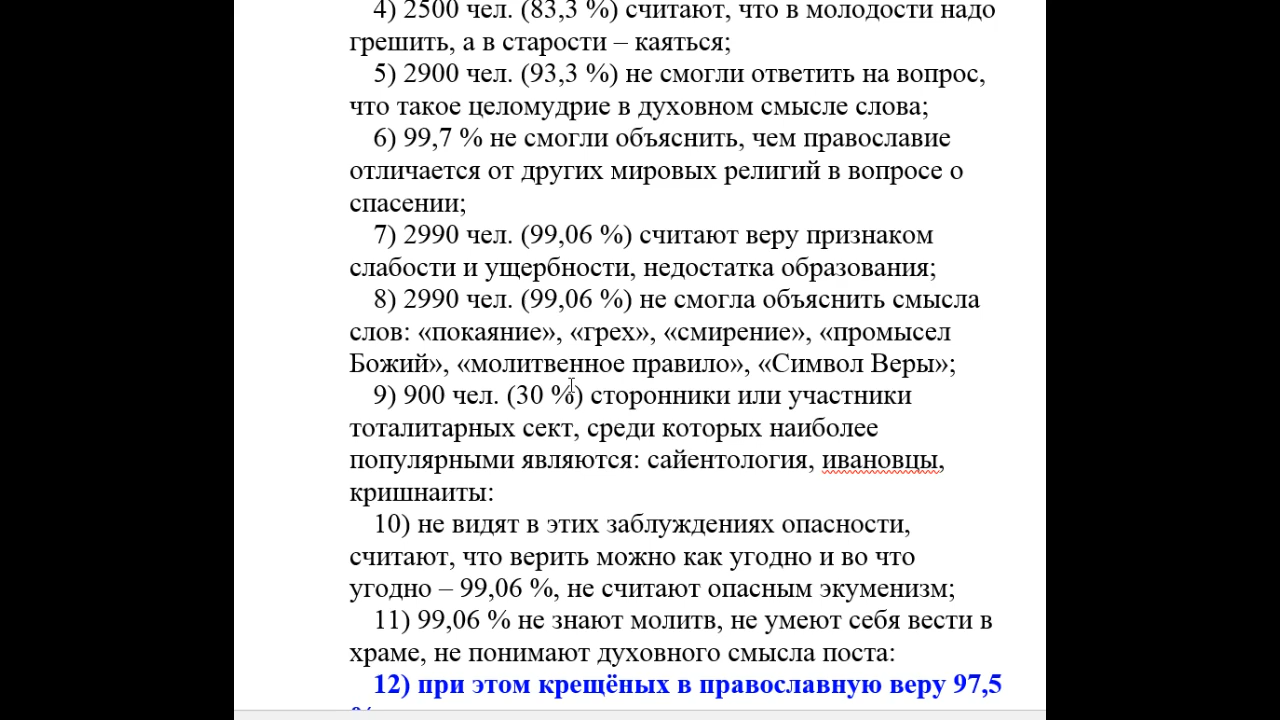 4) 2500 чел. (83,3 %) считают, что в молодости надо
грешить, а в старости – каяться;
5) 2900 чел. (93,3 %) не смогли ответить на вопрос,
что такое целомудрие в духовном смысле слова;
6) 99,7 % не смогли объяснить, чем православие
отличается от других мировых религий в вопросе о
спасении;
7) 2990 чел. (99,06 %) считают веру признаком
слабости и ущербности, недостатка образования;
8) 2990 чел. (99,06 %) не смогла объяснить смысла
слов: «покаяние», «грех», «смирение», «промысел
Божий», «молитвенное правило», «Символ Веры»;
9) 900 чел. (30 %) сторонники или участники
тоталитарных сект, среди которых наиболее
популярными являются: сайентология, ивановцы,
кришнаиты:
10) не видят в этих заблуждениях опасности,
считают, что верить можно как угодно и во что
угодно – 99,06 %, не считают опасным экуменизм;
11) 99,06 % не знают молитв, не умеют себя вести в
храме, не понимают духовного смысла поста:
12) при этом крещёных в православную веру 97,5